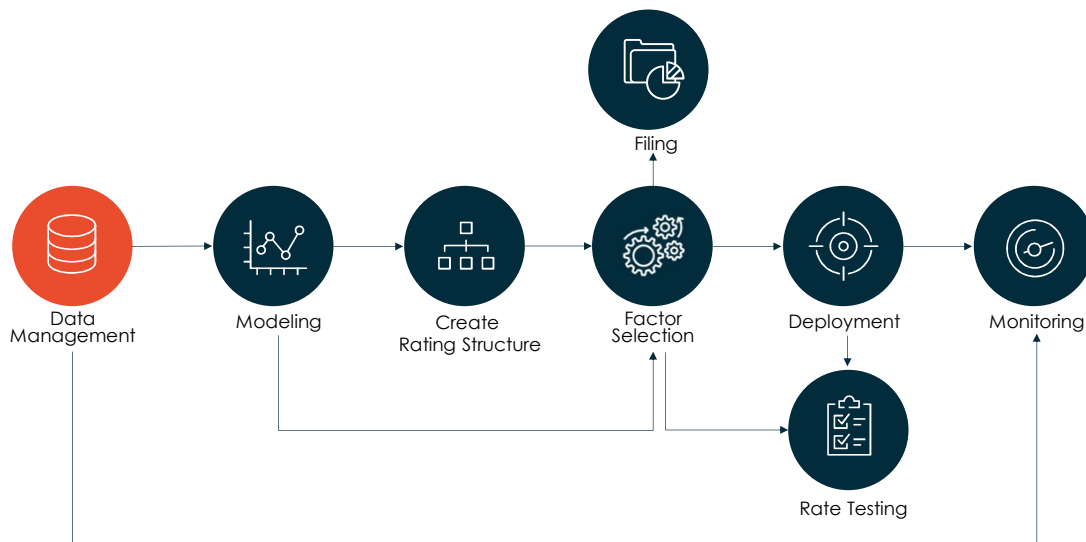 Filing
Data
Management
Modeling
Create
Rating Structure
Factor
Selection
Deployment
Monitoring
Rate Testing